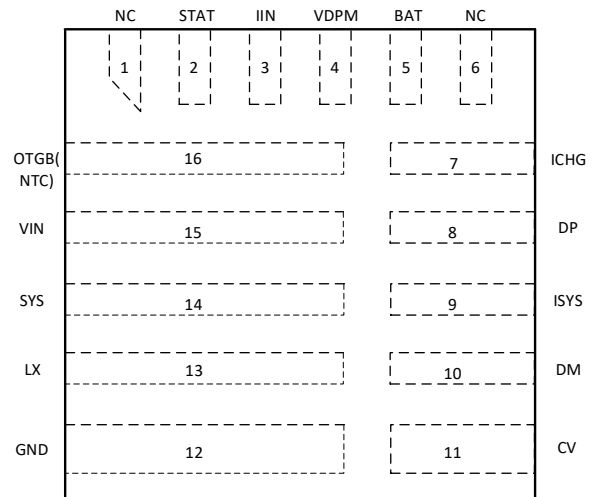 NC STAT IIN VDPM BAT NC
1 2 3 4 5 6
OTGB(
NTC) 16 7 ICHG
VIN 15 8 DP
SYS 14 9 ISYS
LX 13 10 DM
GND 12 11 CV